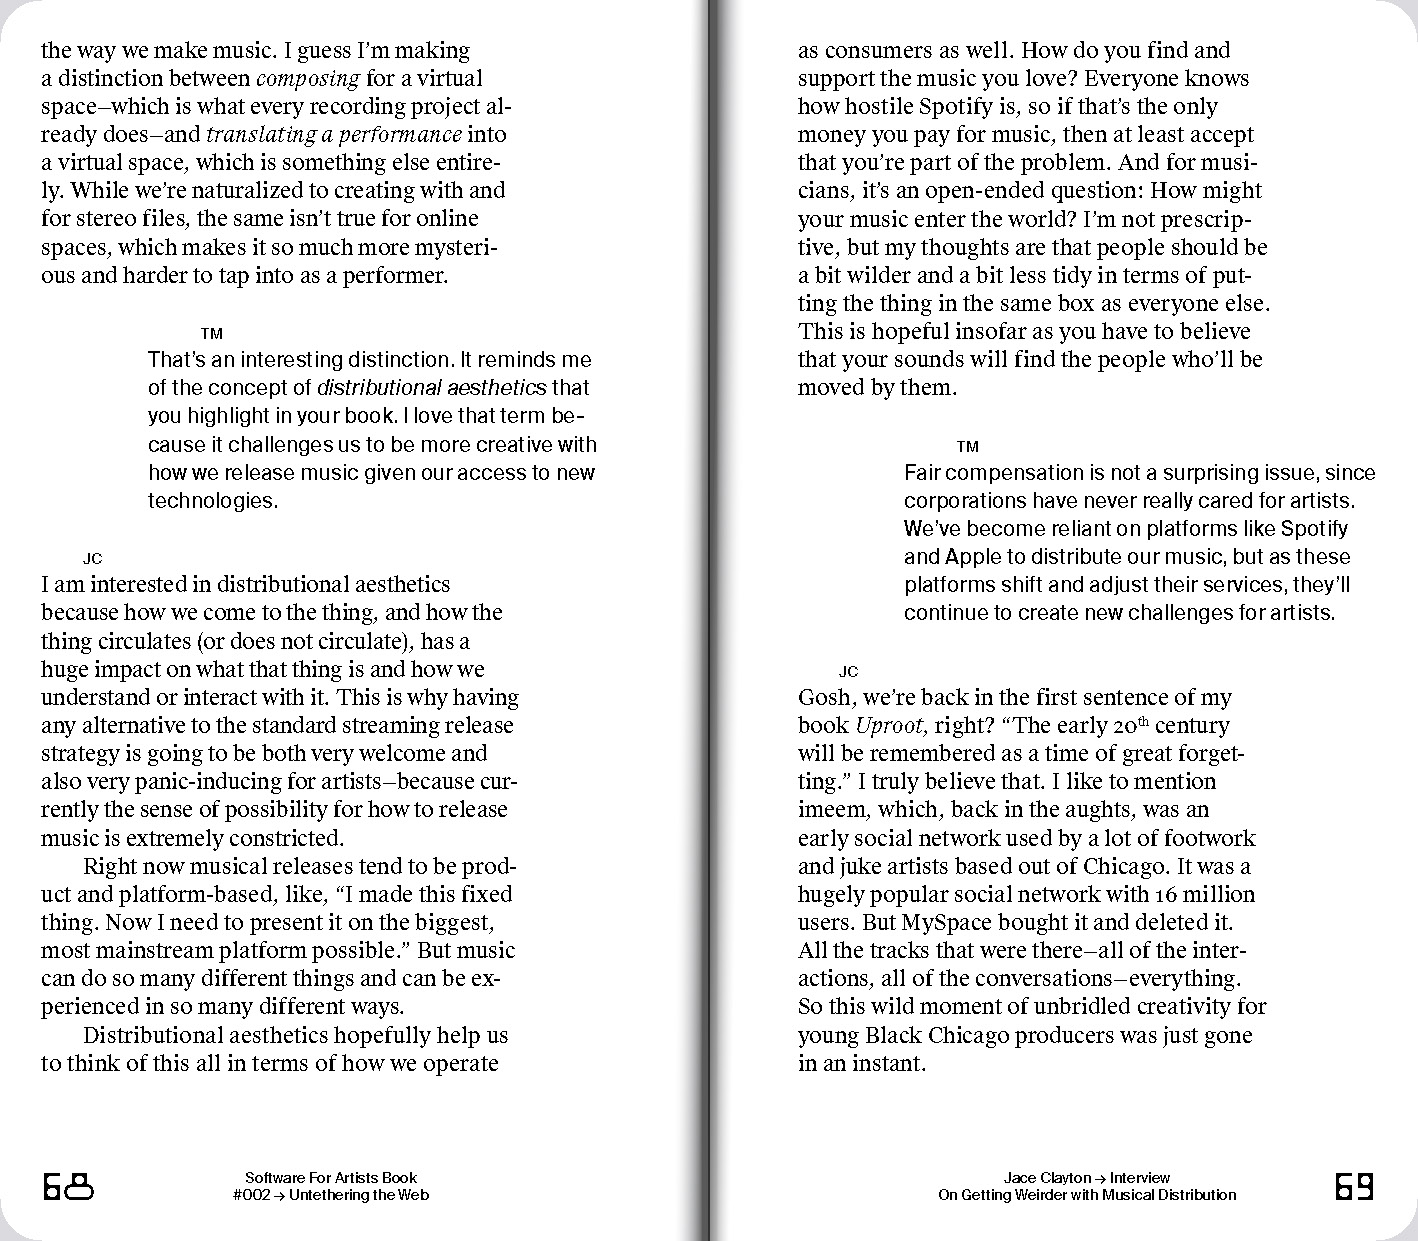 the way we make music. I guess I’m making
a distinction between composing for a virtual
space—which is what every recording project al-
ready does—and translating a performance into
a virtual space, which is something else entire-
ly. While we’re naturalized to creating with and
for stereo files, the same isn’t true for online
spaces, which makes it so much more mysteri-
ous and harder to tap into as a performer.
TM
That’s an interesting distinction. It reminds me
of the concept of distributional aesthetics that
you highlight in your book. I love that term be-
cause it challenges us to be more creative with
how we release music given our access to new
technologies.
JC
I am interested in distributional aesthetics
because how we come to the thing, and how the
thing circulates (or does not circulate), has a
huge impact on what that thing is and how we
understand or interact with it. This is why having
any alternative to the standard streaming release
strategy is going to be both very welcome and
also very panic-inducing for artists—because cur-
rently the sense of possibility for how to release
music is extremely constricted.
Right now musical releases tend to be prod-
uct and platform-based, like, “I made this fixed
thing. Now I need to present it on the biggest,
most mainstream platform possible.” But music
can do so many different things and can be ex-
perienced in so many different ways.
Distributional aesthetics hopefully help us
to think of this all in terms of how we operate
68
Software For Artists Book
#002 → Untethering the Web
as consumers as well. How do you find and
support the music you love? Everyone knows
how hostile Spotify is, so if that’s the only
money you pay for music, then at least accept
that you’re part of the problem. And for musi-
cians, it’s an open-ended question: How might
your music enter the world? I’m not prescrip-
tive, but my thoughts are that people should be
a bit wilder and a bit less tidy in terms of put-
ting the thing in the same box as everyone else.
This is hopeful insofar as you have to believe
that your sounds will find the people who’ll be
moved by them.
TM
Fair compensation is not a surprising issue, since
corporations have never really cared for artists.
We’ve become reliant on platforms like Spotify
and Apple to distribute our music, but as these
platforms shift and adjust their services, they’ll
continue to create new challenges for artists.
JC
Gosh, we’re back in the first sentence of my
book Uproot, right? “The early 20th century
will be remembered as a time of great forget-
ting.” I truly believe that. I like to mention
imeem, which, back in the aughts, was an
early social network used by a lot of footwork
and juke artists based out of Chicago. It was a
hugely popular social network with 16 million
users. But MySpace bought it and deleted it.
All the tracks that were there—all of the inter-
actions, all of the conversations—everything.
So this wild moment of unbridled creativity for
young Black Chicago producers was just gone
in an instant.
Jace Clayton → Interview
On Getting Weirder with Musical Distribution
69